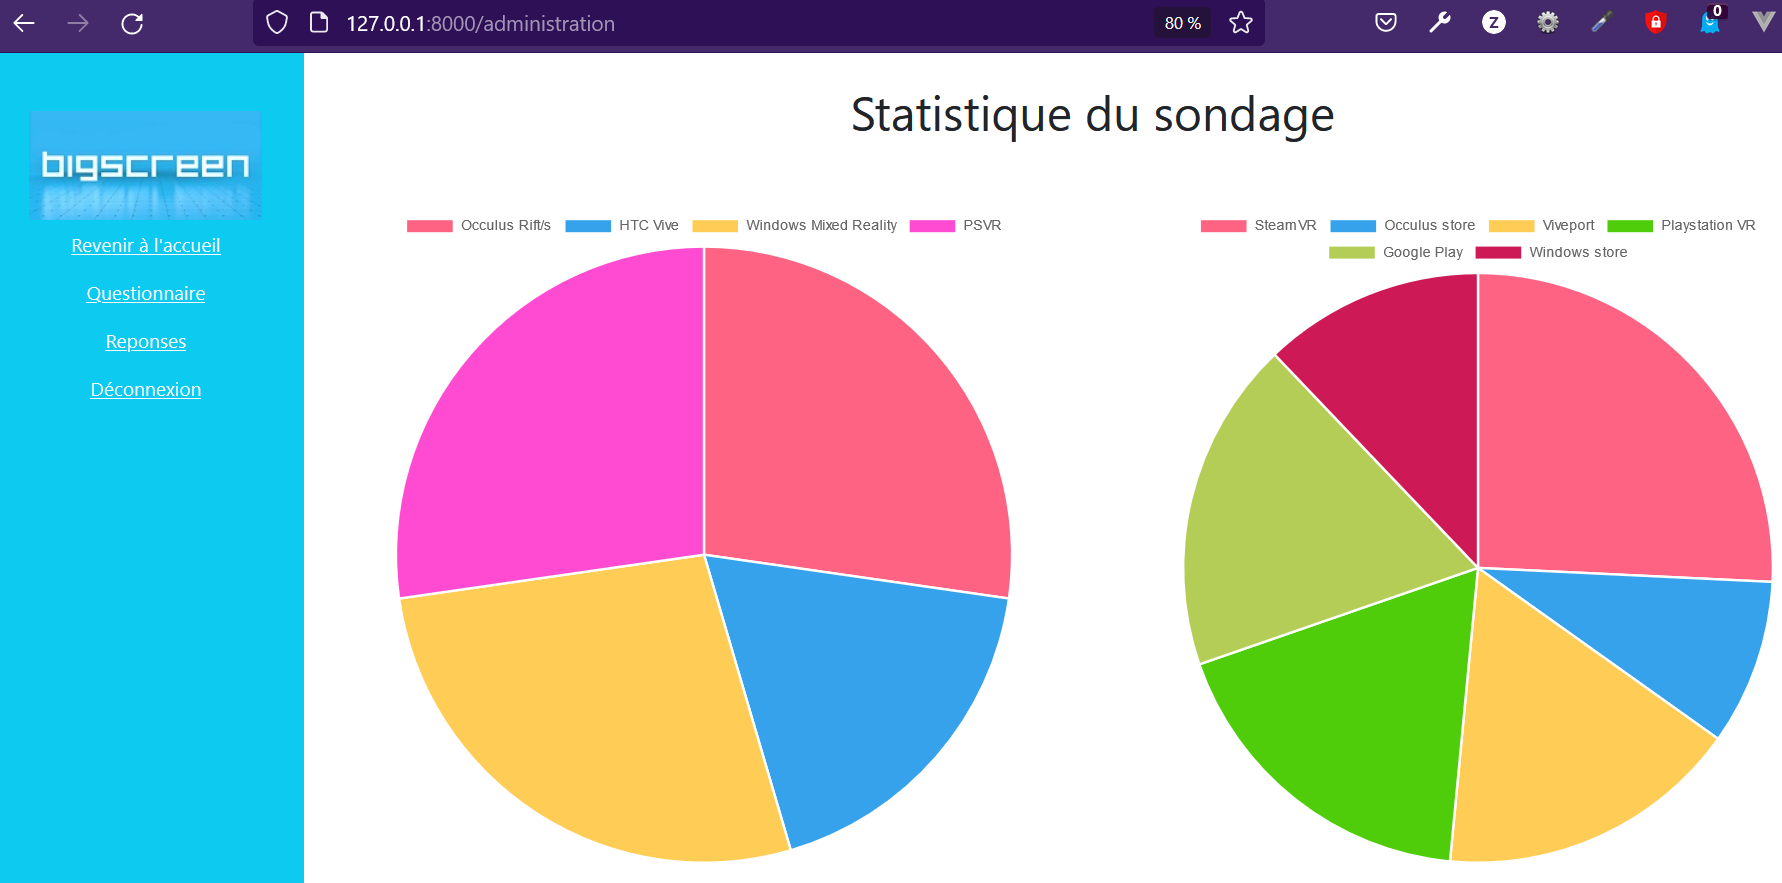 127.0.0.1:8000/administration
80 %
Z
0
bigscreen
Revenir à l'accueil
Questionnaire
Reponses
Déconnexion
Statistique du sondage
Occulus Rift/s HTC Vive Windows Mixed Reality PSVR
SteamVR Occulus store Viveport Playstation VR
Google Play Windows store